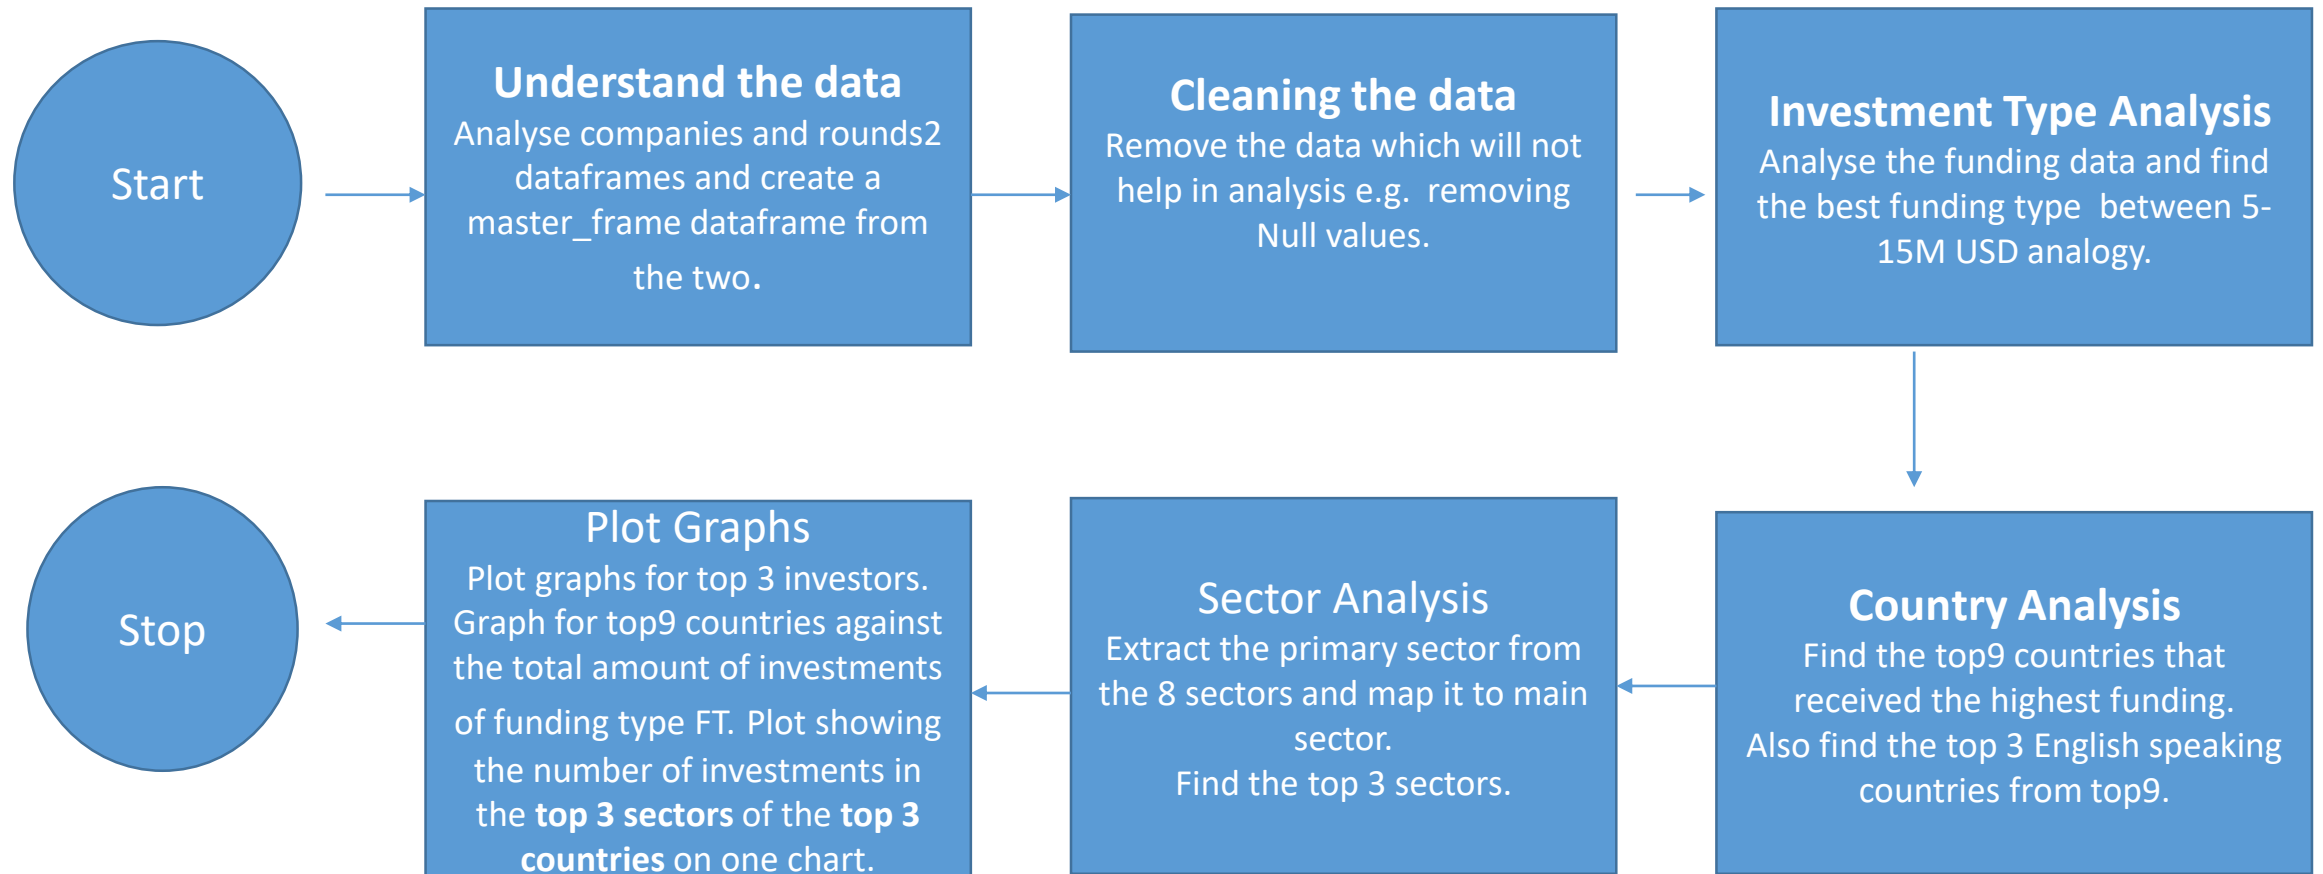 Start
Understand the data
Analyse companies and rounds2
dataframes and create a
master_frame dataframe from
the two.
Cleaning the data
Remove the data which will not
help in analysis e.g.  removing
Null values.
Investment Type Analysis
Analyse the funding data and find
the best funding type  between 5-
15M USD analogy.
Country Analysis
Find the top9 countries that
received the highest funding.
Also find the top 3 English speaking
countries from top9.
Sector Analysis
Extract the primary sector from
the 8 sectors and map it to main
sector.
Find the top 3 sectors.
Plot Graphs
Plot graphs for top 3 investors.
Graph for top9 countries against
the total amount of investments
of funding type FT. Plot showing
the number of investments in
the top 3 sectors of the top 3
countries on one chart.
Stop